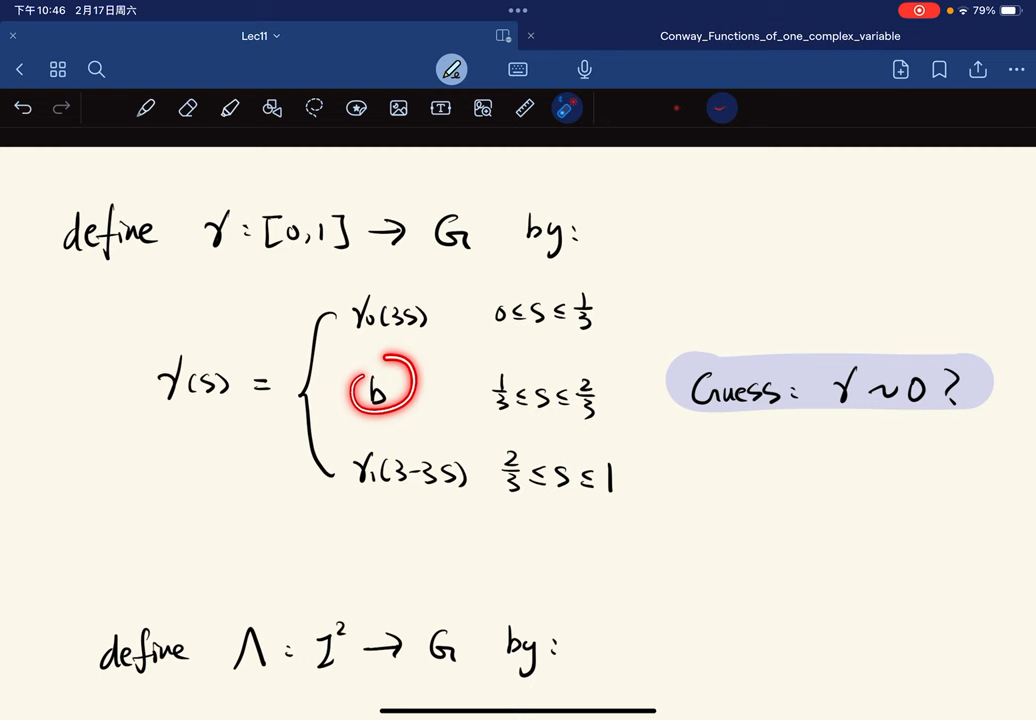 下午10:46 2月17日周六 79%
Lec11 Conway_Functions_of_one_complex_variable
define γ : [0,1] → G by:
γ(s) = { γ₀(3s) 0 ≤ s ≤ 1/3
b 1/3 ≤ s ≤ 2/3
γ₁(3-3s) 2/3 ≤ s ≤ 1
Guess: γ ~ 0 ?
define Λ : I² → G by: